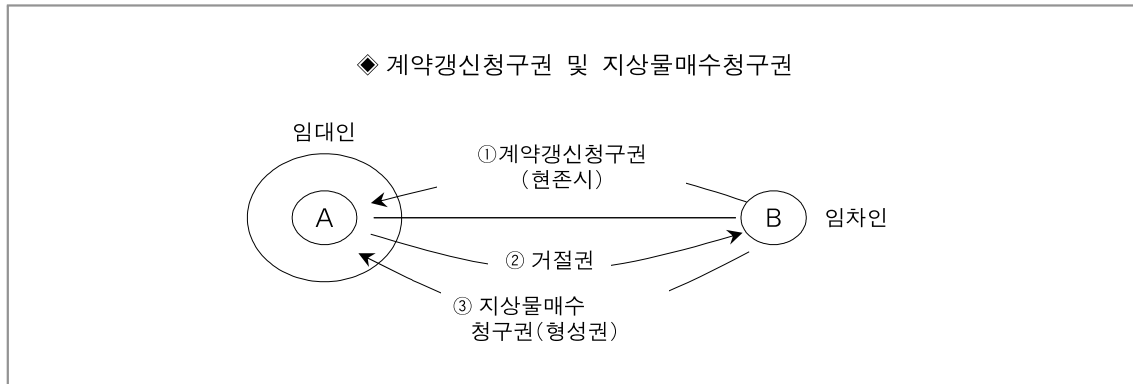 ◈ 계약갱신청구권 및 지상물매수청구권
임대인
①계약갱신청구권
(현존시)
A
B
임차인
② 거절권
③ 지상물매수
청구권(형성권)